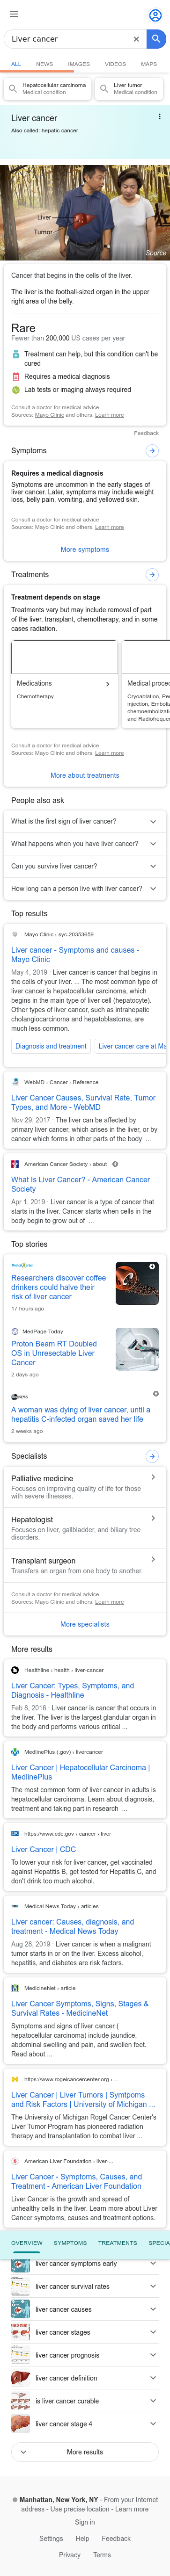 Liver cancer
ALL NEWS IMAGES VIDEOS MAPS
Hepatocellular carcinoma
Medical condition
Liver tumor
Medical condition
Liver cancer
Also called: hepatic cancer
Liver
Tumor
Source
Cancer that begins in the cells of the liver.
The liver is the football-sized organ in the upper
right area of the belly.
Rare
Fewer than 200,000 US cases per year
Treatment can help, but this condition can't be
cured
Requires a medical diagnosis
Lab tests or imaging always required
Consult a doctor for medical advice
Sources: Mayo Clinic and others. Learn more
Feedback
Symptoms
Requires a medical diagnosis
Symptoms are uncommon in the early stages of
liver cancer. Later, symptoms may include weight
loss, belly pain, vomiting, and yellowed skin.
Consult a doctor for medical advice
Sources: Mayo Clinic and others. Learn more
More symptoms
Treatments
Treatment depends on stage
Treatments vary but may include removal of part
of the liver, transplant, chemotherapy, and in some
cases radiation.
Medications
Chemotherapy
Medical proced
Cryoablation, Per
injection, Emboliz
chemoembolizati
and Radiofrequen
Consult a doctor for medical advice
Sources: Mayo Clinic and others. Learn more
More about treatments
People also ask
What is the first sign of liver cancer?
What happens when you have liver cancer?
Can you survive liver cancer?
How long can a person live with liver cancer?
Top results
Mayo Clinic › syc-20353659
Liver cancer - Symptoms and causes -
Mayo Clinic
May 4, 2019 · Liver cancer is cancer that begins in
the cells of your liver. ... The most common type of
liver cancer is hepatocellular carcinoma, which
begins in the main type of liver cell (hepatocyte).
Other types of liver cancer, such as intrahepatic
cholangiocarcinoma and hepatoblastoma, are
much less common.
Diagnosis and treatment
Liver cancer care at Ma
WebMD › Cancer › Reference
Liver Cancer Causes, Survival Rate, Tumor
Types, and More - WebMD
Nov 29, 2017 · The liver can be affected by
primary liver cancer, which arises in the liver, or by
cancer which forms in other parts of the body ...
American Cancer Society › about
What Is Liver Cancer? - American Cancer
Society
Apr 1, 2019 · Liver cancer is a type of cancer that
starts in the liver. Cancer starts when cells in the
body begin to grow out of ...
Top stories
Researchers discover coffee
drinkers could halve their
risk of liver cancer
17 hours ago
MedPage Today
Proton Beam RT Doubled
OS in Unresectable Liver
Cancer
2 days ago
abc NEWS
A woman was dying of liver cancer, until a
hepatitis C-infected organ saved her life
2 weeks ago
Specialists
Palliative medicine
Focuses on improving quality of life for those
with severe illnesses.
Hepatologist
Focuses on liver, gallbladder, and biliary tree
disorders.
Transplant surgeon
Transfers an organ from one body to another.
Consult a doctor for medical advice
Sources: Mayo Clinic and others. Learn more
More specialists
More results
Healthline › health › liver-cancer
Liver Cancer: Types, Symptoms, and
Diagnosis - Healthline
Feb 8, 2016 · Liver cancer is cancer that occurs in
the liver. The liver is the largest glandular organ in
the body and performs various critical ...
MedlinePlus (.gov) › livercancer
Liver Cancer | Hepatocellular Carcinoma |
MedlinePlus
The most common form of liver cancer in adults is
hepatocellular carcinoma. Learn about diagnosis,
treatment and taking part in research ...
https://www.cdc.gov › cancer › liver
Liver Cancer | CDC
To lower your risk for liver cancer, get vaccinated
against Hepatitis B, get tested for Hepatitis C, and
don't drink too much alcohol.
Medical News Today › articles
Liver cancer: Causes, diagnosis, and
treatment - Medical News Today
Aug 28, 2019 · Liver cancer is when a malignant
tumor starts in the liver. Excess alcohol,
hepatitis, and diabetes are risk factors.
MedicineNet › article
Liver Cancer Symptoms, Signs, Stages &
Survival Rates - MedicineNet
Symptoms and signs of liver cancer (
hepatocellular carcinoma) include jaundice,
abdominal swelling and pain, and swollen feet.
Read about ...
https://www.rogelcancercenter.org › ...
Liver Cancer | Liver Tumors | Symtpoms
and Risk Factors | University of Michigan ...
The University of Michigan Rogel Cancer Center's
Liver Tumor Program has pioneered radiation
therapy and transplantation to control liver ...
American Liver Foundation › liver-...
Liver Cancer - Symptoms, Causes, and
Treatment - American Liver Foundation
Liver Cancer is the growth and spread of
unhealthy cells in the liver. Learn more about Liver
Cancer symptoms, causes and treatment options.
OVERVIEW SYMPTOMS TREATMENTS SPECIA
liver cancer symptoms early
liver cancer survival rates
liver cancer causes
liver cancer stages
liver cancer prognosis
liver cancer definition
is liver cancer curable
liver cancer stage 4
More results
Manhattan, New York, NY - From your Internet
address - Use precise location - Learn more
Sign in
Settings Help Feedback
Privacy Terms